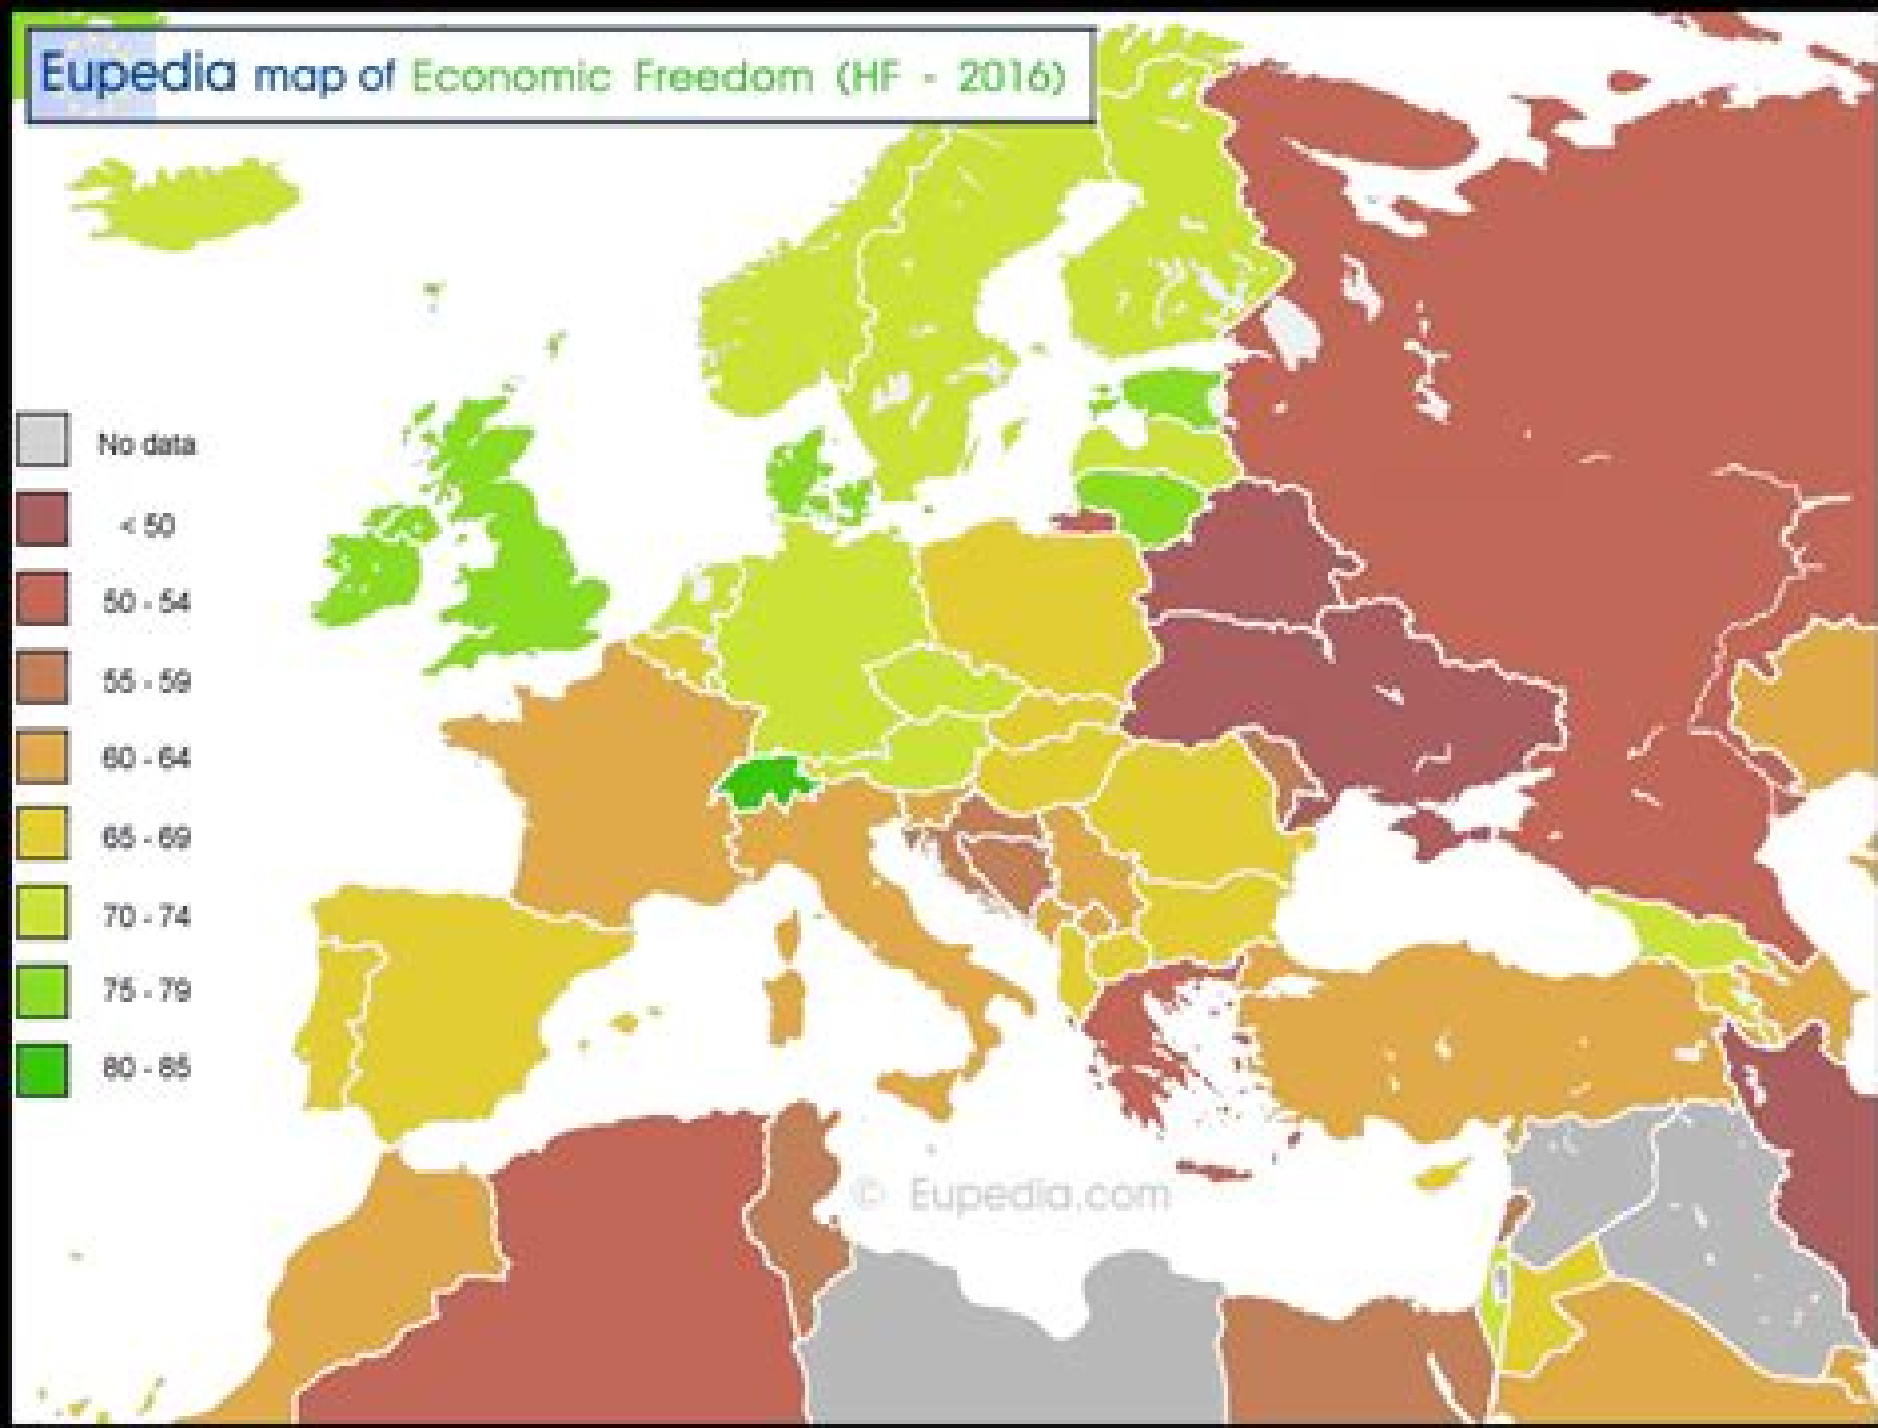 Eupedia map of Economic Freedom (HF - 2016)
No data
< 50
50 - 54
55 - 59
60 - 64
65 - 69
70 - 74
75 - 79
80 - 85
© Eupedia.com